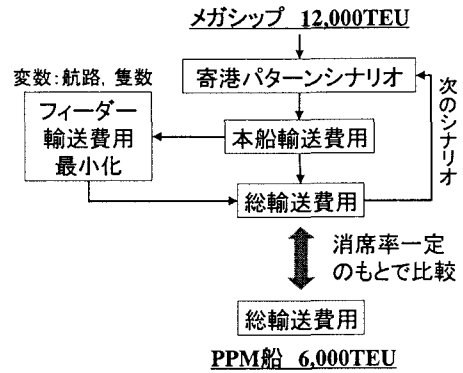 メガシップ 12,000TEU
寄港パターンシナリオ
変数:航路, 隻数
フィーダー
輸送費用
最小化
本船輸送費用
次のシナリオ
総輸送費用
消席率一定
のもとで比較
総輸送費用
PPM船 6,000TEU